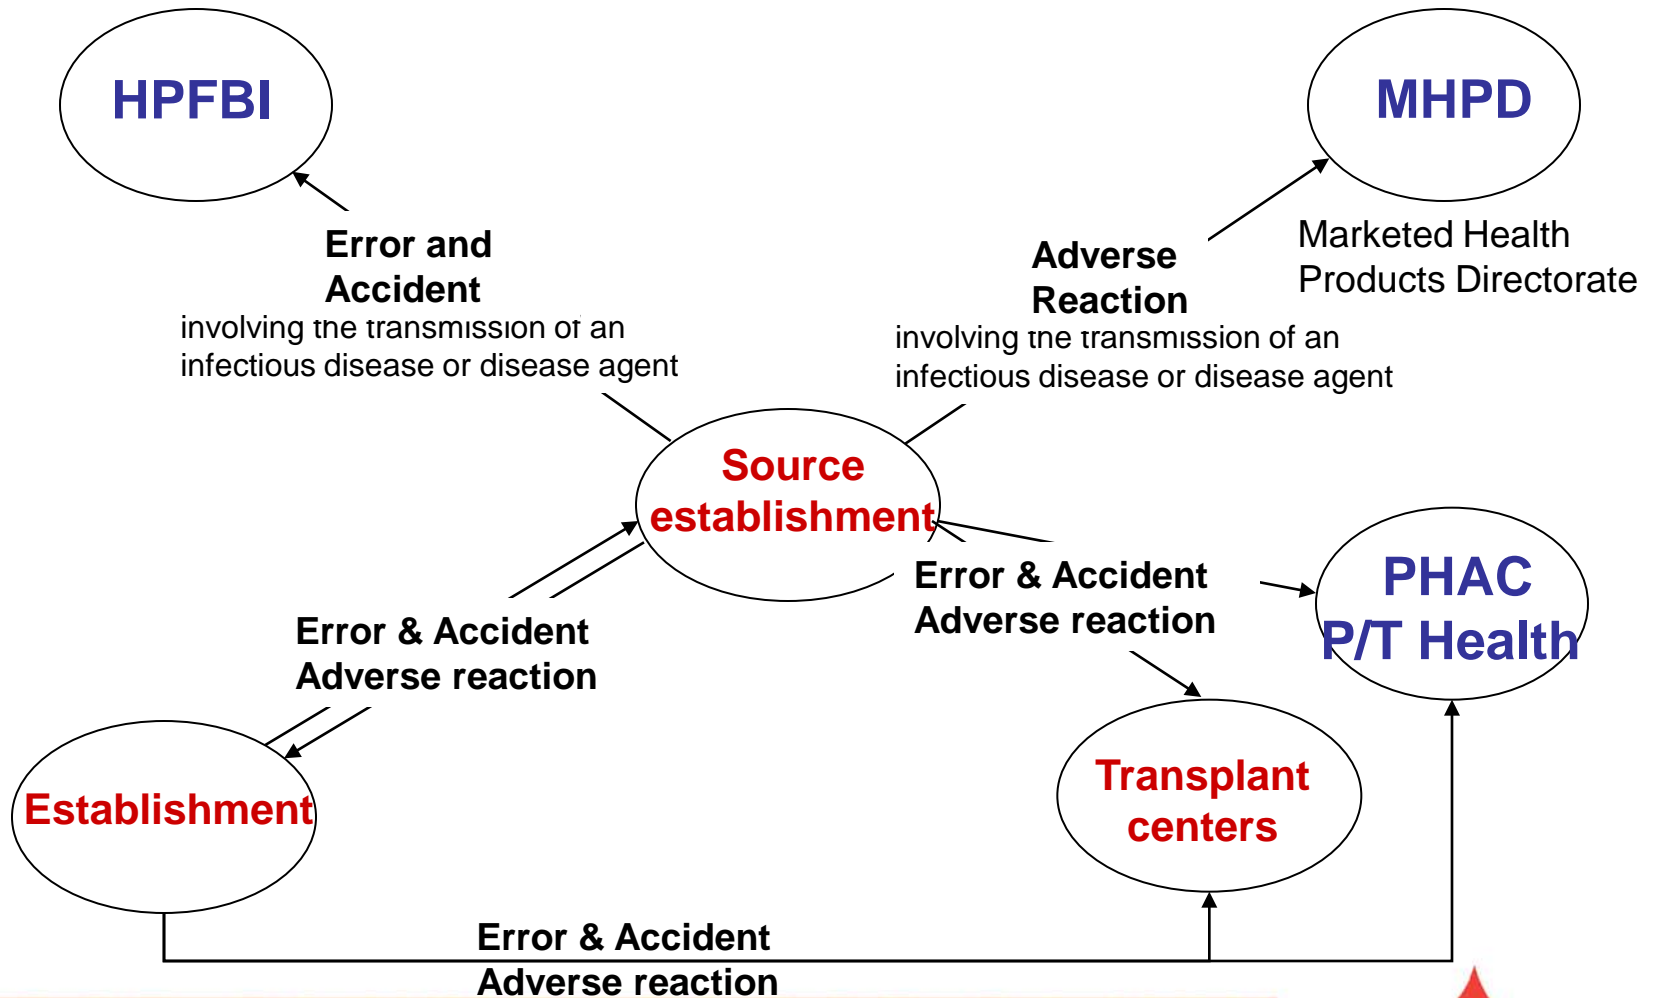 HPFBI
MHPD
Marketed Health
Products Directorate
Error and
Accident
involving the transmission of an
infectious disease or disease agent
Adverse
Reaction
involving the transmission of an
infectious disease or disease agent
Source
establishment
Error & Accident
Adverse reaction
PHAC
P/T Health
Error & Accident
Adverse reaction
Transplant
centers
Establishment
Error & Accident
Adverse reaction